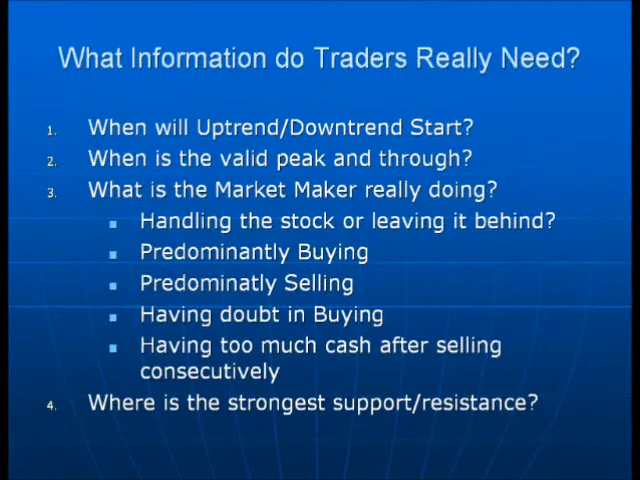 What Information do Traders Really Need?
1. When will Uptrend/Downtrend Start?
2. When is the valid peak and through?
3. What is the Market Maker really doing?
Handling the stock or leaving it behind?
Predominantly Buying
Predominatly Selling
Having doubt in Buying
Having too much cash after selling
consecutively
4. Where is the strongest support/resistance?